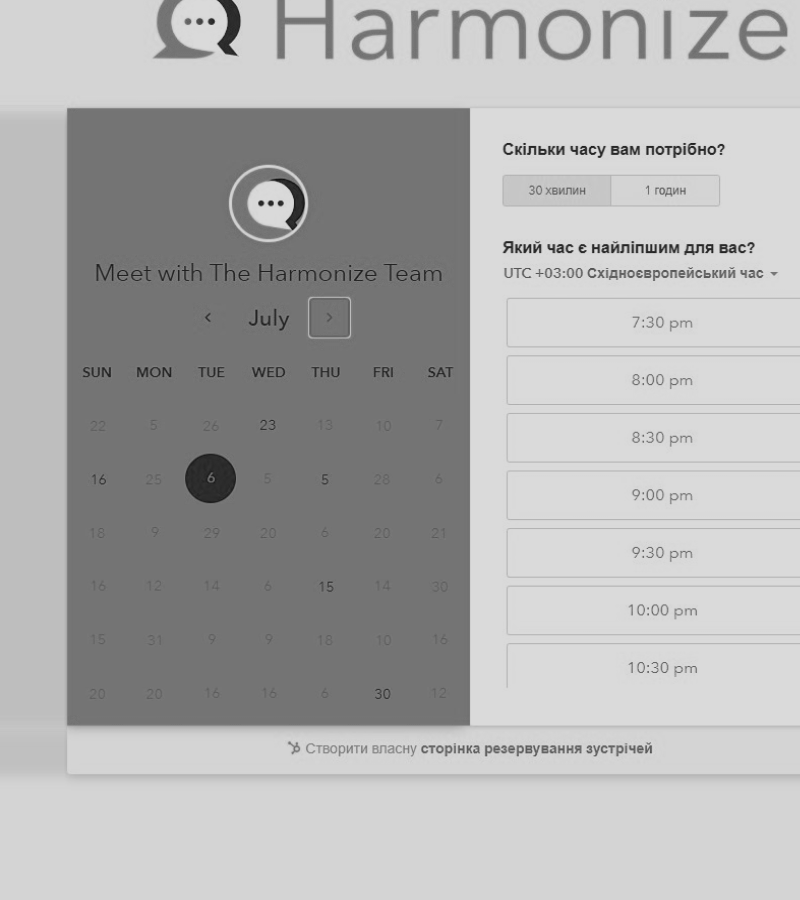 Harmonize
Meet with The Harmonize Team
July
SUN MON TUE WED THU FRI SAT
22 5 26 23 13 10 7
16 25 6 5 5 28 6
18 9 29 20 6 20 21
16 12 14 6 15 14 30
15 31 9 9 18 10 16
20 20 16 16 6 30 12
Скільки часу вам потрібно?
30 хвилин 1 годин
Який час є найліпшим для вас?
UTC +03:00 Східноєвропейський час
7:30 pm
8:00 pm
8:30 pm
9:00 pm
9:30 pm
10:00 pm
10:30 pm
Створити власну сторінка резервування зустрічей